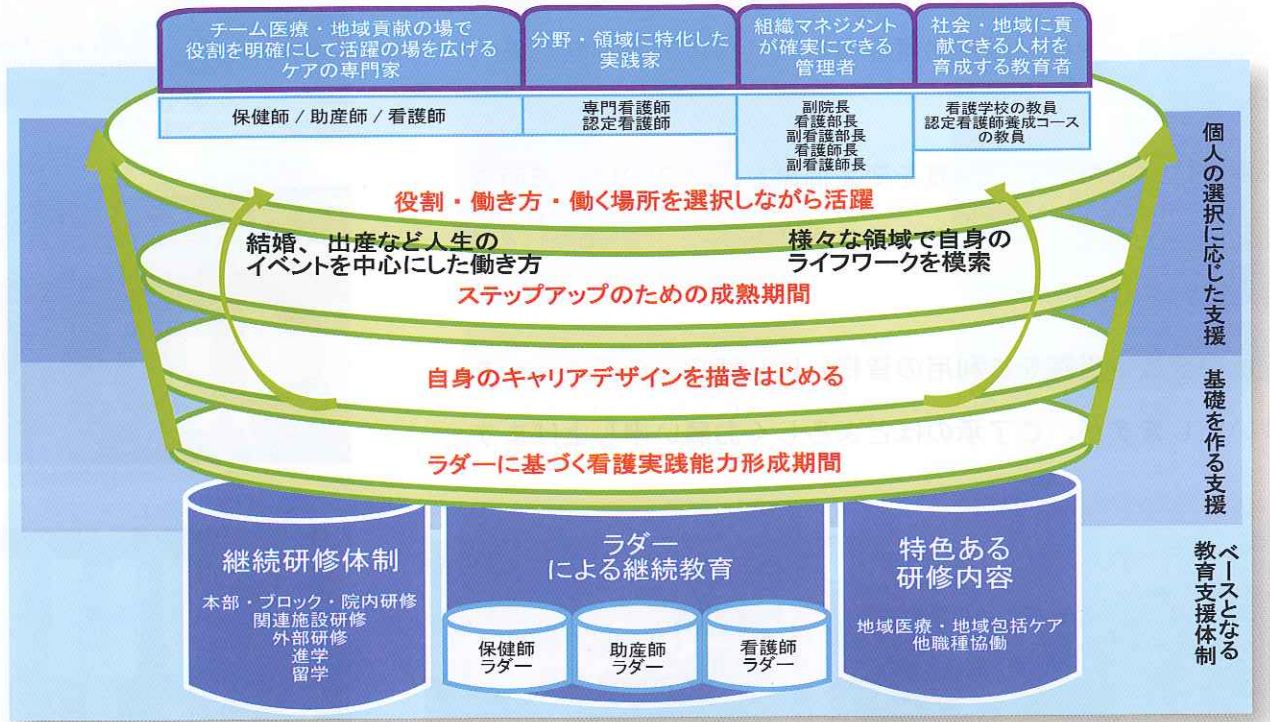 チーム医療・地域貢献の場で
役割を明確にして活躍の場を広げる
ケアの専門家
分野・領域に特化した
実践家
組織マネジメント
が確実にできる
管理者
社会・地域に貢
献できる人材を
育成する教育者
保健師 / 助産師 / 看護師
専門看護師
認定看護師
副院長
看護部長
副看護部長
看護師長
副看護師長
看護学校の教員
認定看護師養成コース
の教員
役割・働き方・働く場所を選択しながら活躍
結婚、出産など人生の
イベントを中心にした働き方
様々な領域で自身の
ライフワークを模索
ステップアップのための成熟期間
自身のキャリアデザインを描きはじめる
ラダーに基づく看護実践能力形成期間
個人の選択に応じた支援
基礎を作る支援
ベースとなる
教育支援体制
継続研修体制
本部・ブロック・院内研修
関連施設研修
外部研修
進学
留学
ラダー
による継続教育
保健師
ラダー
助産師
ラダー
看護師
ラダー
特色ある
研修内容
地域医療・地域包括ケア
他職種協働